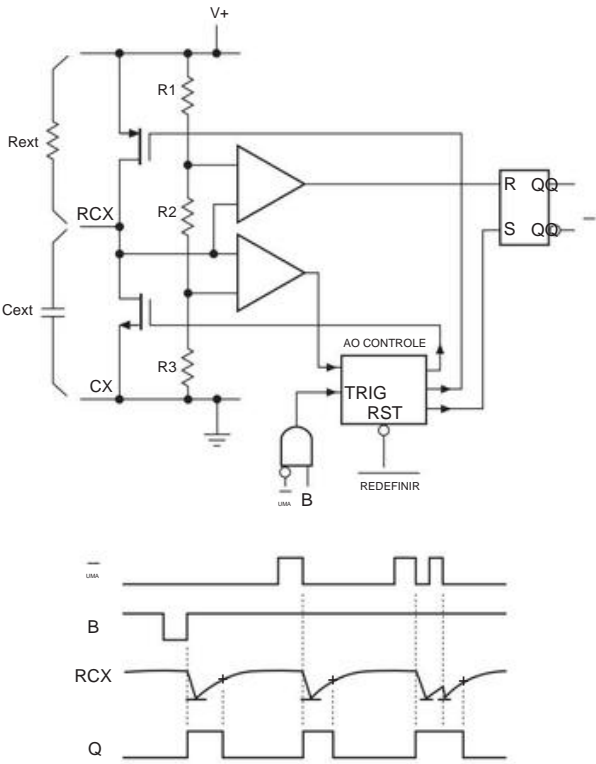 V+
R1
Rext
RCX
R2
R QQ
S QQ
Cext
AO CONTROLE
R3
CX
TRIG
RST
UMA B
REDEFINIR
UMA
B
RCX
Q